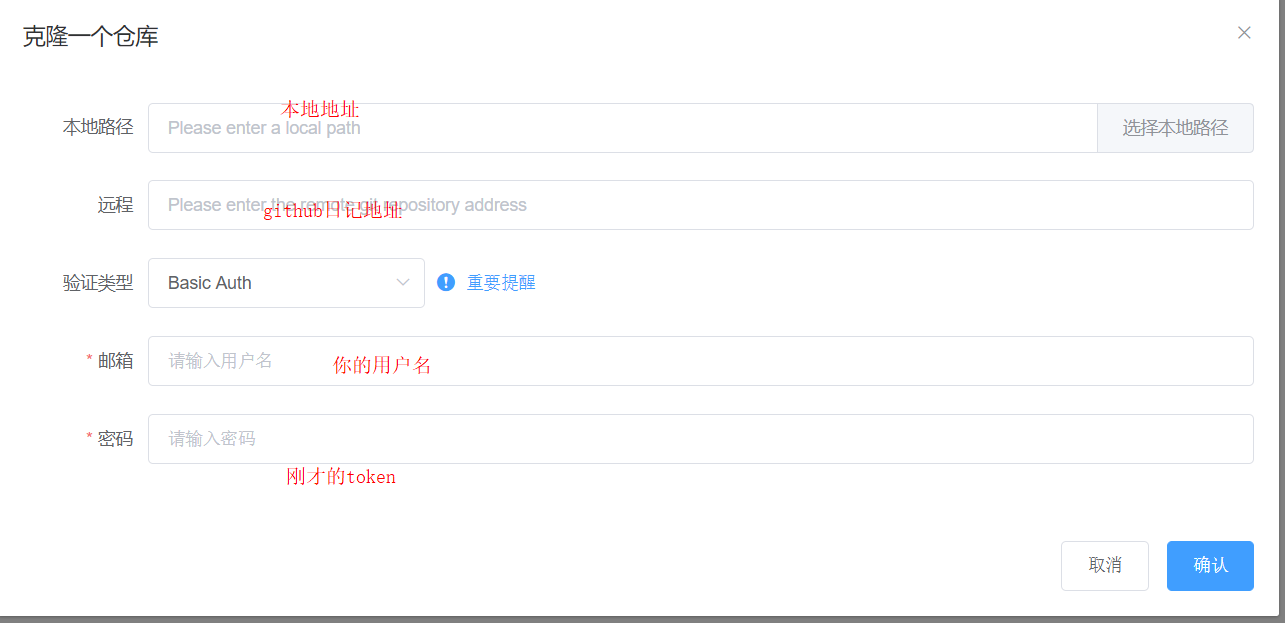 克隆一个仓库
本地地址
本地路径 Please enter a local path 选择本地路径
远程 Please enter the remote git repository address
github日记地址
验证类型 Basic Auth 重要提醒
* 邮箱 请输入用户名 你的用户名
* 密码 请输入密码
刚才的token
取消 确认